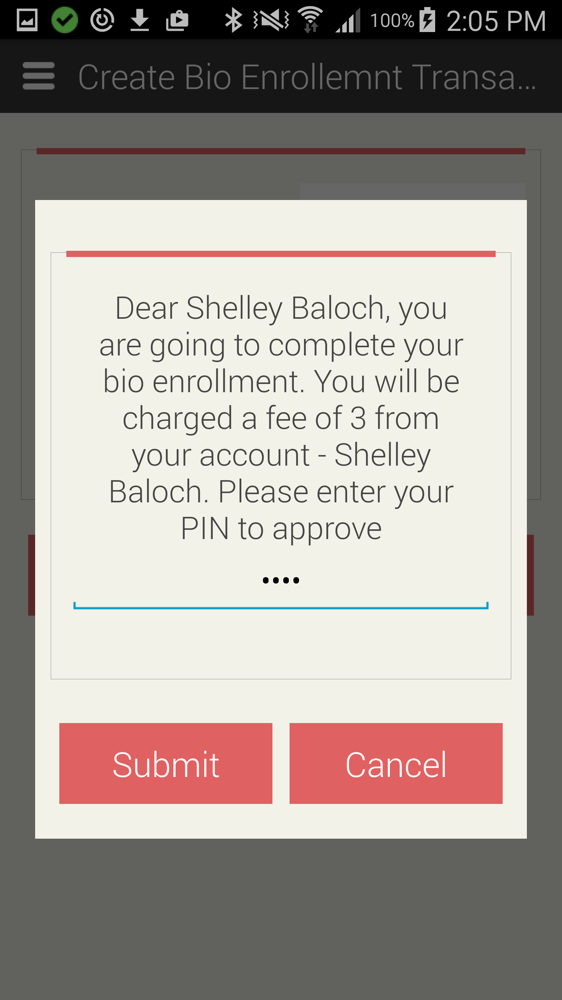 100% 2:05 PM
Create Bio Enrollemnt Transa...
Dear Shelley Baloch, you
are going to complete your
bio enrollment. You will be
charged a fee of 3 from
your account - Shelley
Baloch. Please enter your
PIN to approve
••••
Submit Cancel